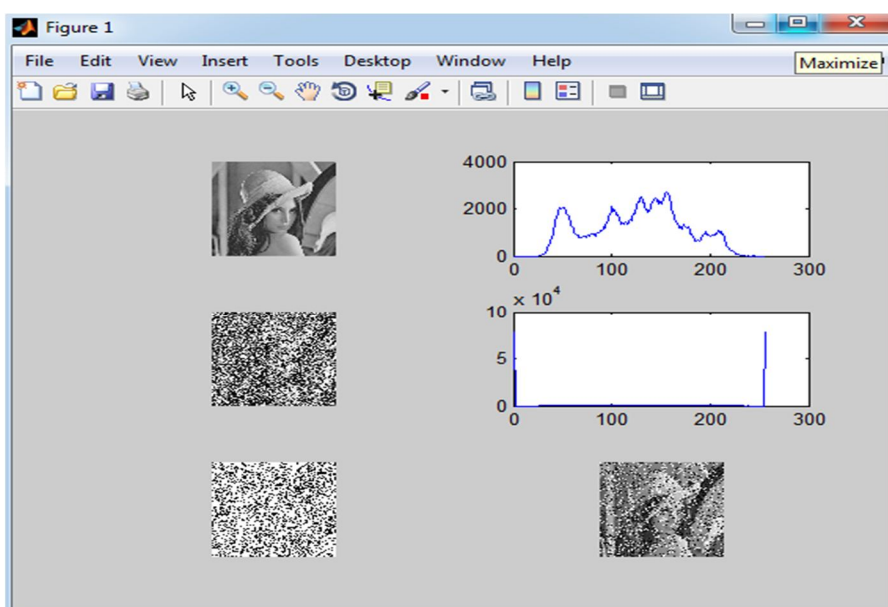 Figure 1
File Edit View Insert Tools Desktop Window Help
Maximize
4000
2000
0
0 100 200 300
x 10^4
10
5
0
0 100 200 300